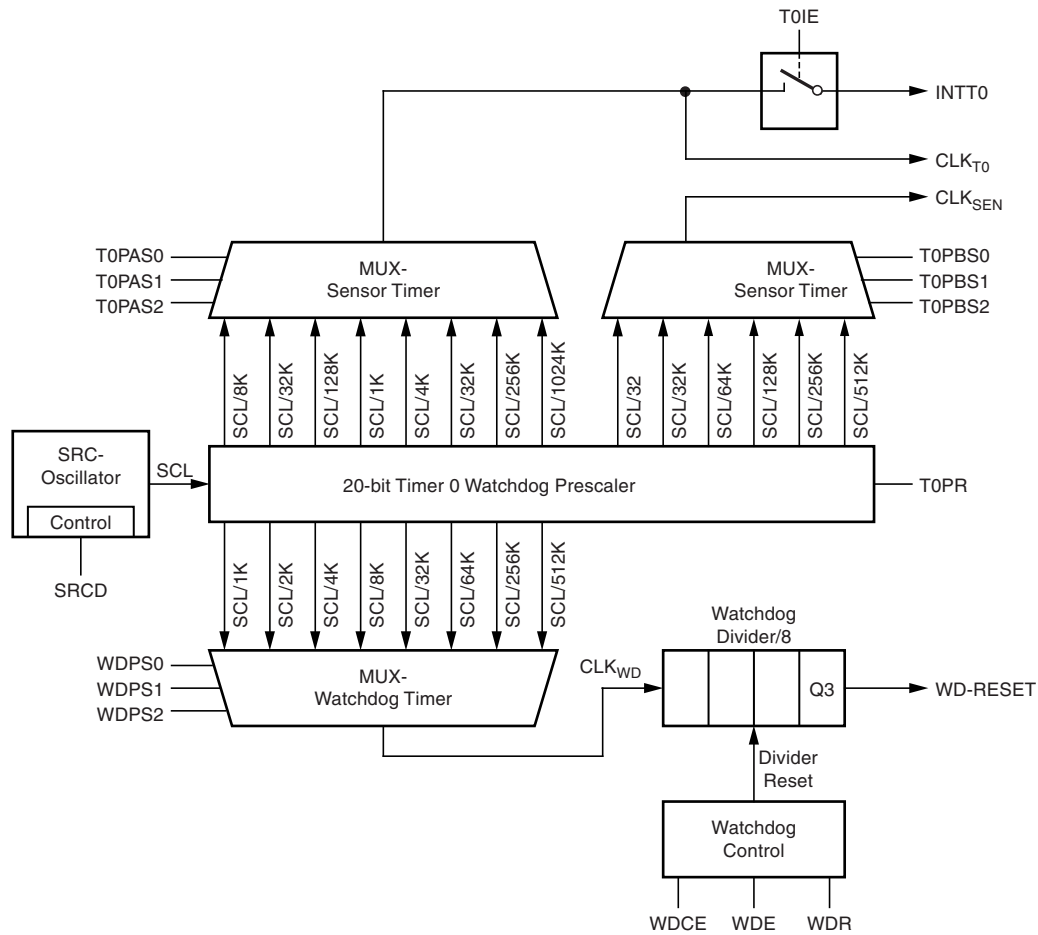 T0IE
INTT0
CLKT0
CLKSEN
T0PAS0
T0PAS1
T0PAS2
MUX-
Sensor Timer
MUX-
Sensor Timer
T0PBS0
T0PBS1
T0PBS2
SCL/8K
SCL/32K
SCL/128K
SCL/1K
SCL/4K
SCL/32K
SCL/256K
SCL/1024K
SCL/32
SCL/32K
SCL/64K
SCL/128K
SCL/256K
SCL/512K
SRC-
Oscillator
Control
SCL
20-bit Timer 0 Watchdog Prescaler
T0PR
SRCD
SCL/1K
SCL/2K
SCL/4K
SCL/8K
SCL/32K
SCL/64K
SCL/256K
SCL/512K
WDPS0
WDPS1
WDPS2
MUX-
Watchdog Timer
CLKWD
Watchdog
Divider/8
Q3
WD-RESET
Divider
Reset
Watchdog
Control
WDCE
WDE
WDR